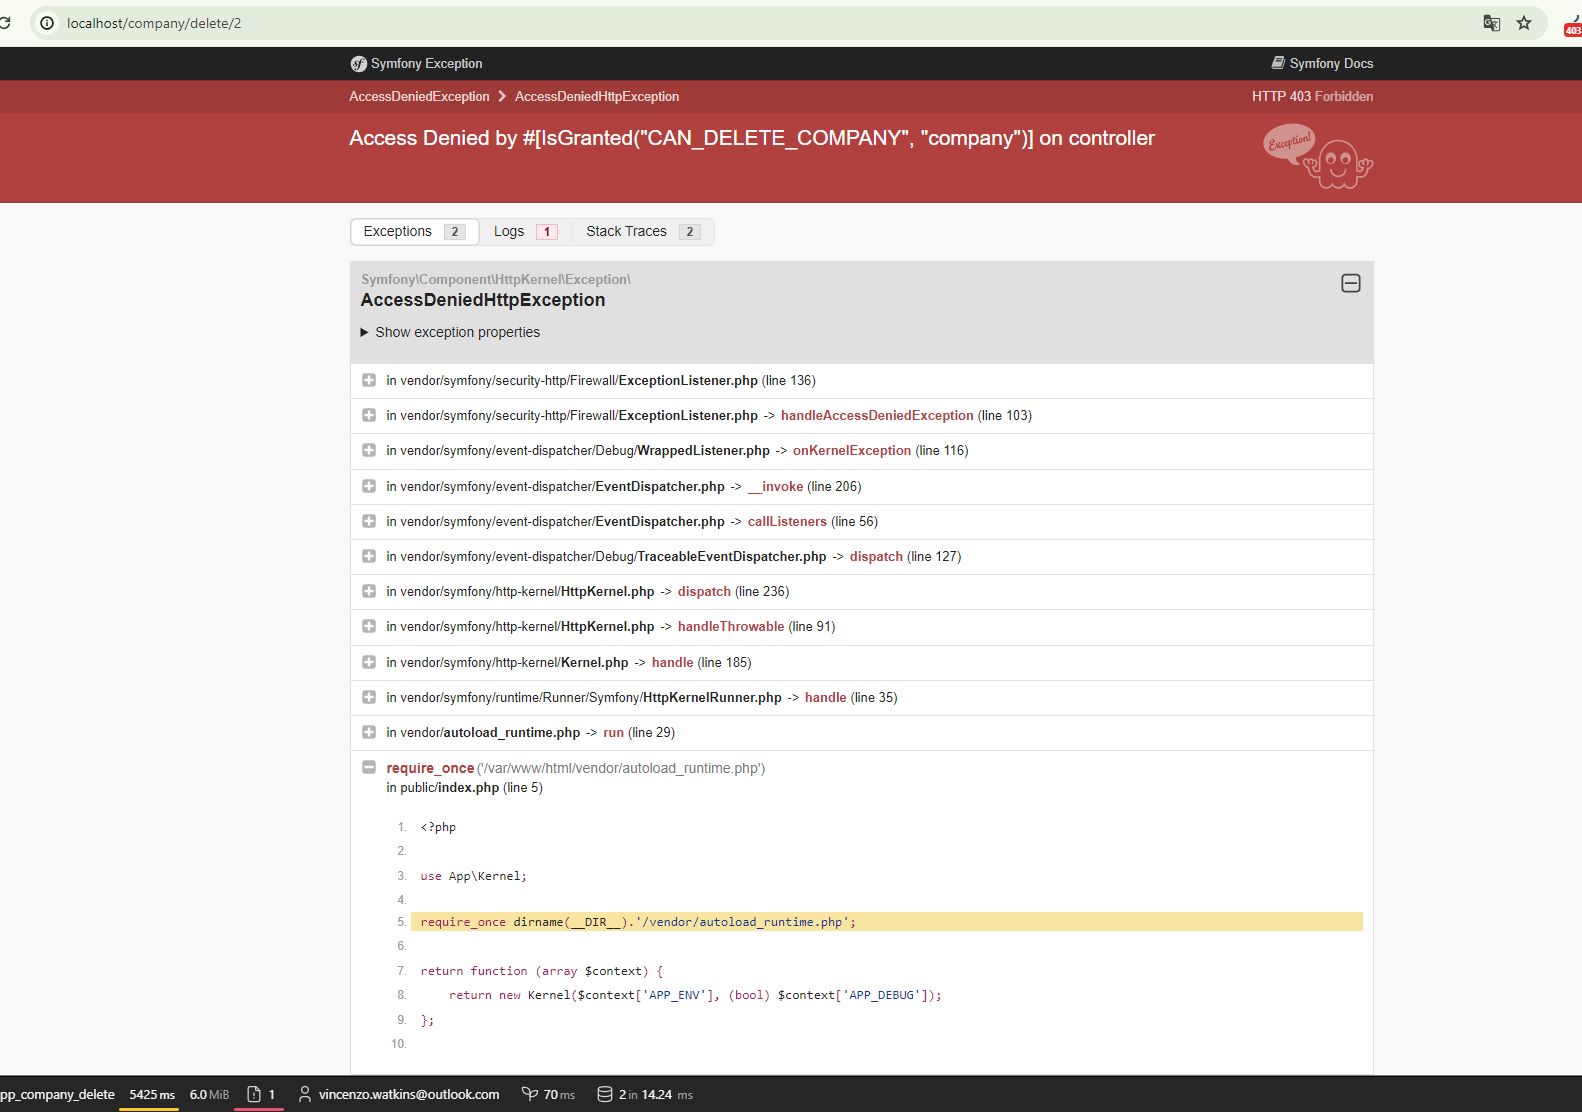 localhost/company/delete/2
403
Symfony Exception
Symfony Docs
AccessDeniedException AccessDeniedHttpException
HTTP 403 Forbidden
Access Denied by #[IsGranted("CAN_DELETE_COMPANY", "company")] on controller
Exception!
Exceptions 2 Logs 1 Stack Traces 2
Symfony\Component\HttpKernel\Exception\
AccessDeniedHttpException
Show exception properties
in vendor/symfony/security-http/Firewall/ExceptionListener.php (line 136)
in vendor/symfony/security-http/Firewall/ExceptionListener.php -> handleAccessDeniedException (line 103)
in vendor/symfony/event-dispatcher/Debug/WrappedListener.php -> onKernelException (line 116)
in vendor/symfony/event-dispatcher/EventDispatcher.php -> __invoke (line 206)
in vendor/symfony/event-dispatcher/EventDispatcher.php -> callListeners (line 56)
in vendor/symfony/event-dispatcher/Debug/TraceableEventDispatcher.php -> dispatch (line 127)
in vendor/symfony/http-kernel/HttpKernel.php -> dispatch (line 236)
in vendor/symfony/http-kernel/HttpKernel.php -> handleThrowable (line 91)
in vendor/symfony/http-kernel/Kernel.php -> handle (line 185)
in vendor/symfony/runtime/Runner/Symfony/HttpKernelRunner.php -> handle (line 35)
in vendor/autoload_runtime.php -> run (line 29)
require_once('/var/www/html/vendor/autoload_runtime.php')
in public/index.php (line 5)
1. <?php
2.
3. use App\Kernel;
4.
5. require_once dirname(__DIR__).'/vendor/autoload_runtime.php';
6.
7. return function (array $context) {
8. return new Kernel($context['APP_ENV'], (bool) $context['APP_DEBUG']);
9. };
10.
pp_company_delete 5425 ms 6.0 MiB 1 vincenzo.watkins@outlook.com 70 ms 2 in 14.24 ms